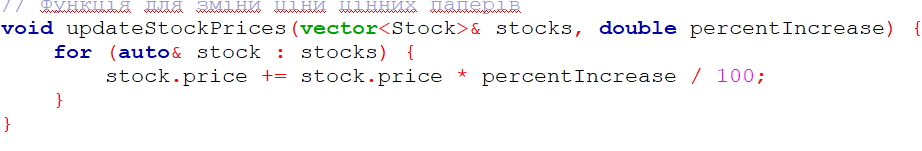 // Функція для зміни ціни цінних паперів
void updateStockPrices(vector<Stock>& stocks, double percentIncrease) {
    for (auto& stock : stocks) {
        stock.price += stock.price * percentIncrease / 100;
    }
}